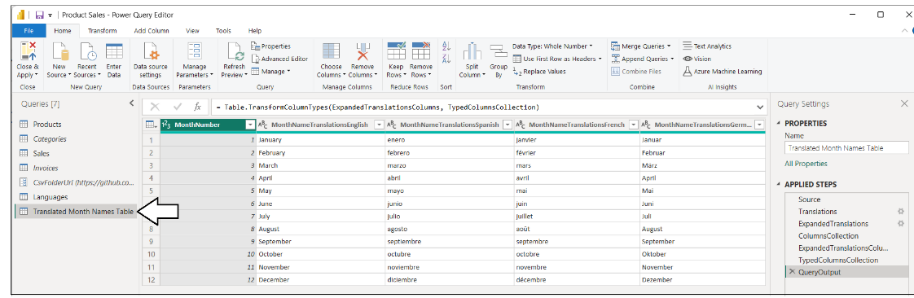 Product Sales - Power Query Editor
File Home Transform Add Column View Tools Help
Close & Apply
New Source
Recent Sources
Enter Data
Data source settings
Manage Parameters
Refresh Preview
Properties
Advanced Editor
Manage
Choose Columns
Remove Columns
Keep Rows
Remove Rows
Split Column
Group By
Data Type: Whole Number
Use First Row as Headers
Replace Values
Merge Queries
Append Queries
Combine Files
Text Analytics
Vision
Azure Machine Learning
Close New Query Data Sources Parameters Query Manage Columns Reduce Rows Sort Transform Combine AI Insights
Queries [7]
Products
Categories
Sales
Invoices
CsvFolderUrl (https://github.co...
Languages
Translated Month Names Table
= Table.TransformColumnTypes(ExpandedTranslationsColumns, TypedColumnsCollection)
MonthNumber MonthNameTranslationsEnglish MonthNameTranslationsSpanish MonthNameTranslationsFrench MonthNameTranslationsGerm...
1 1 January enero janvier Januar
2 2 February febrero février Februar
3 3 March marzo mars März
4 4 April abril avril April
5 5 May mayo mai Mai
6 6 June junio juin Juni
7 7 July julio juillet Juli
8 8 August agosto août August
9 9 September septiembre septembre September
10 10 October octubre octobre Oktober
11 11 November noviembre novembre November
12 12 December diciembre décembre Dezember
Query Settings
PROPERTIES
Name
Translated Month Names Table
All Properties
APPLIED STEPS
Source
Translations
ExpandedTranslations
ColumnsCollection
ExpandedTranslationsColu...
TypedColumnsCollection
QueryOutput